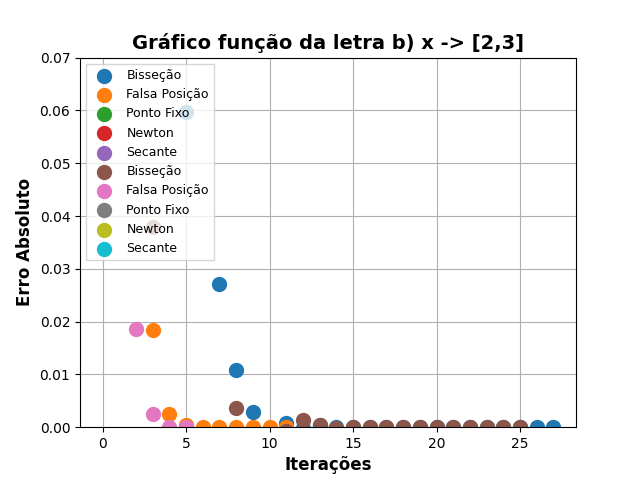 Gráfico função da letra b) x -> [2,3]
0.07
0.06
0.05
0.04
0.03
0.02
0.01
0.00
Erro Absoluto
Bisseção
Falsa Posição
Ponto Fixo
Newton
Secante
Bisseção
Falsa Posição
Ponto Fixo
Newton
Secante
0 5 10 15 20 25
Iterações